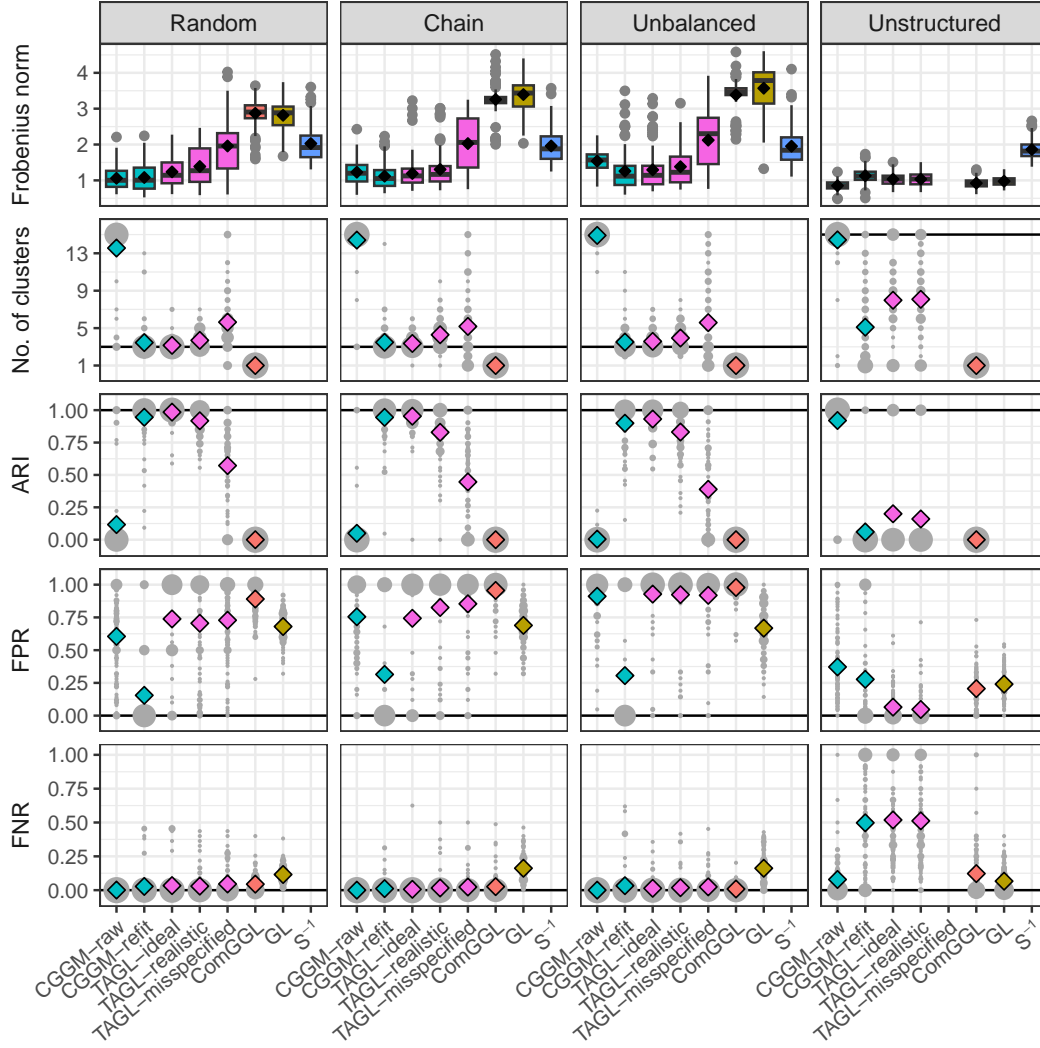 Random Chain Unbalanced Unstructured
Frobenius norm
4
3
2
1
No. of clusters
13
9
5
1
ARI
1.00
0.75
0.50
0.25
0.00
FPR
1.00
0.75
0.50
0.25
0.00
FNR
1.00
0.75
0.50
0.25
0.00
CGGM−raw
CGGM−refit
TAGL−ideal
TAGL−realistic
TAGL−misspecified
ComGGL
GL
S⁻¹
CGGM−raw
CGGM−refit
TAGL−ideal
TAGL−realistic
TAGL−misspecified
ComGGL
GL
S⁻¹
CGGM−raw
CGGM−refit
TAGL−ideal
TAGL−realistic
TAGL−misspecified
ComGGL
GL
S⁻¹
CGGM−raw
CGGM−refit
TAGL−ideal
TAGL−realistic
TAGL−misspecified
ComGGL
GL
S⁻¹